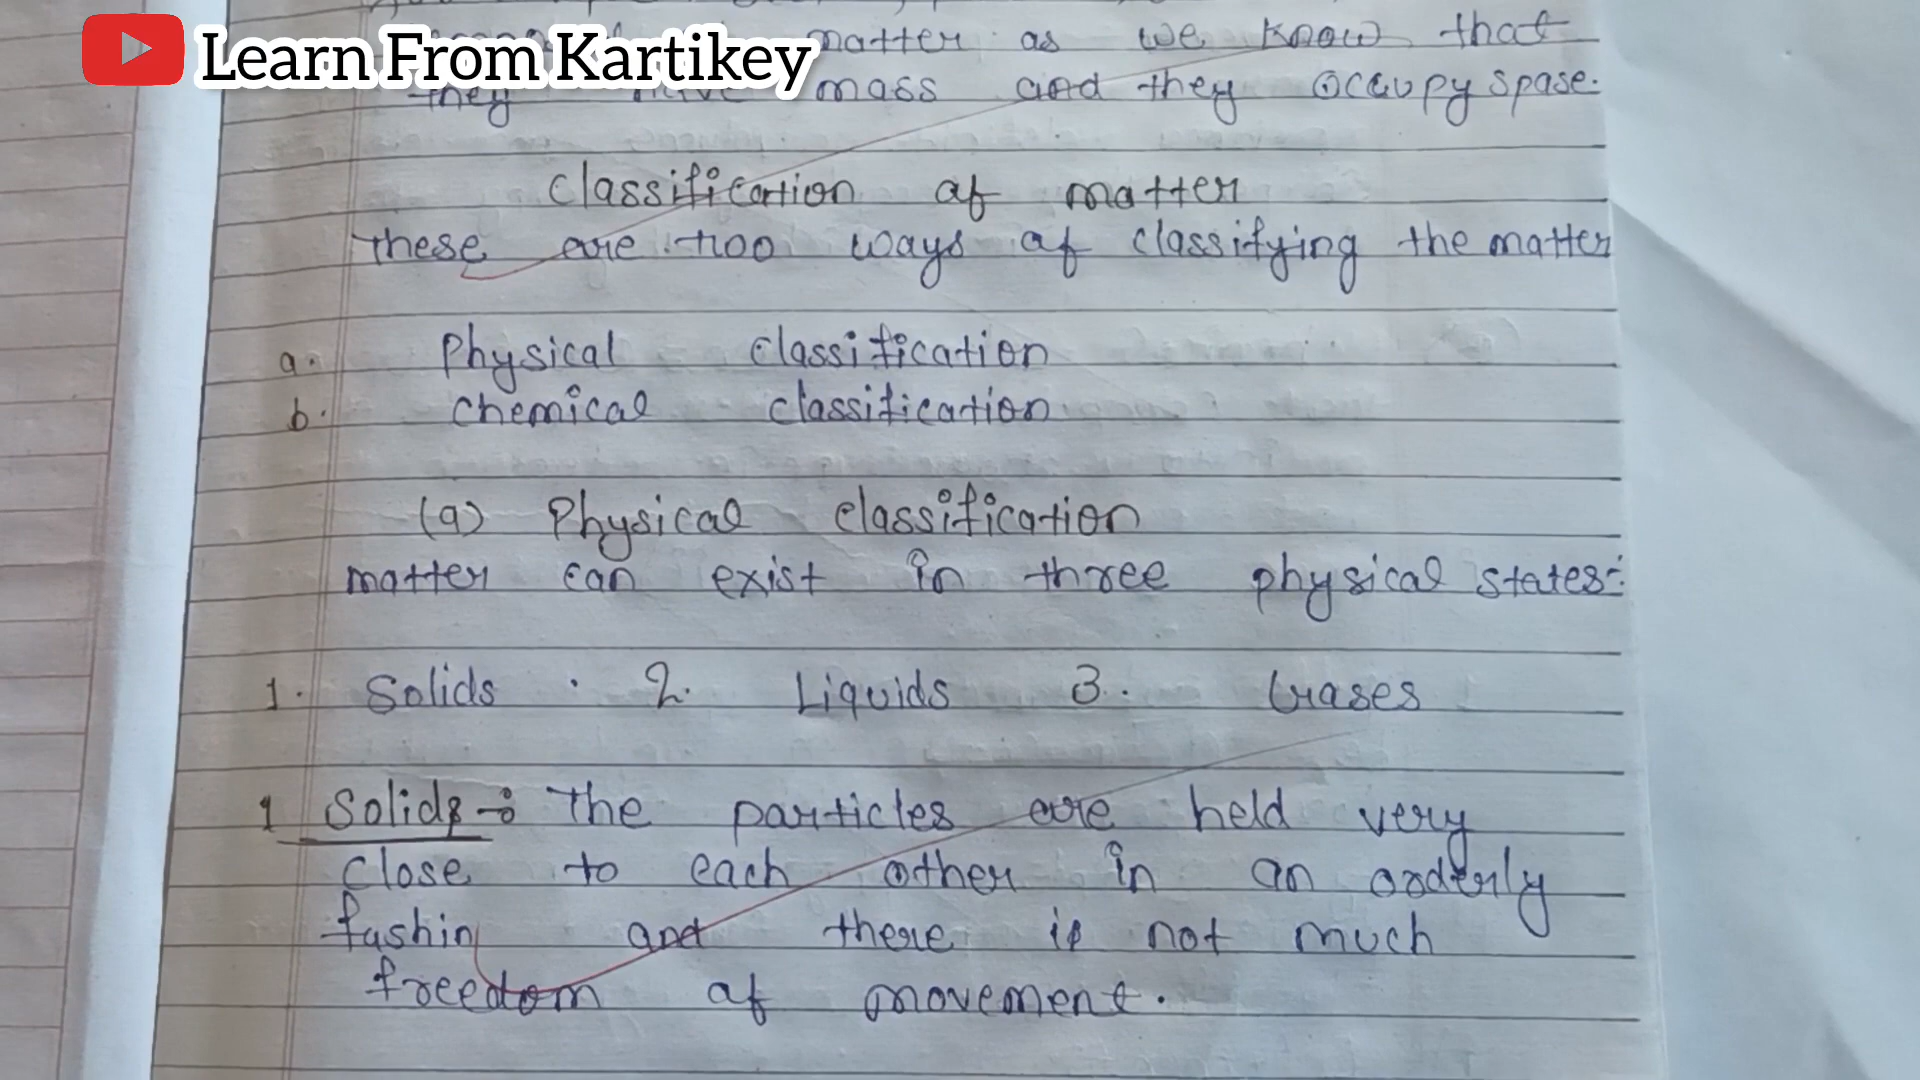 Learn From Kartikey
matter as we know that
they have mass and they occupy spase.
classification of matter
These are two ways of classifying the matter
a. Physical classification
b. Chemical classification
(a) Physical classification
matter can exist in three physical states:-
1. Solids 2. Liquids 3. Gases
1 Solids -: The particles are held very
close to each other in an orderly
fashin and there is not much
freedom of movement.